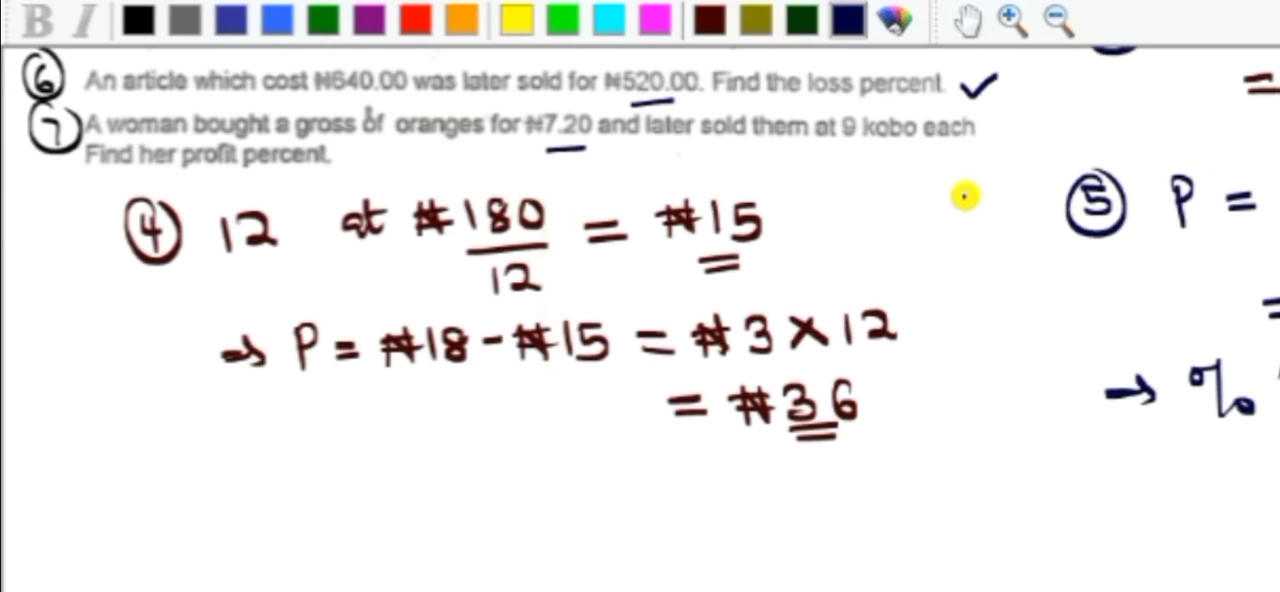 B I
⑥ An article which cost ₦640.00 was later sold for ₦520.00. Find the loss percent. ✓
⑦ A woman bought a gross of oranges for ₦7.20 and later sold them at 9 kobo each
Find her profit percent.
④ 12 at ₦180/12 = ₦15
⇒ P = ₦18 - ₦15 = ₦3 × 12
= ₦36
⑤ P =
=
→ %